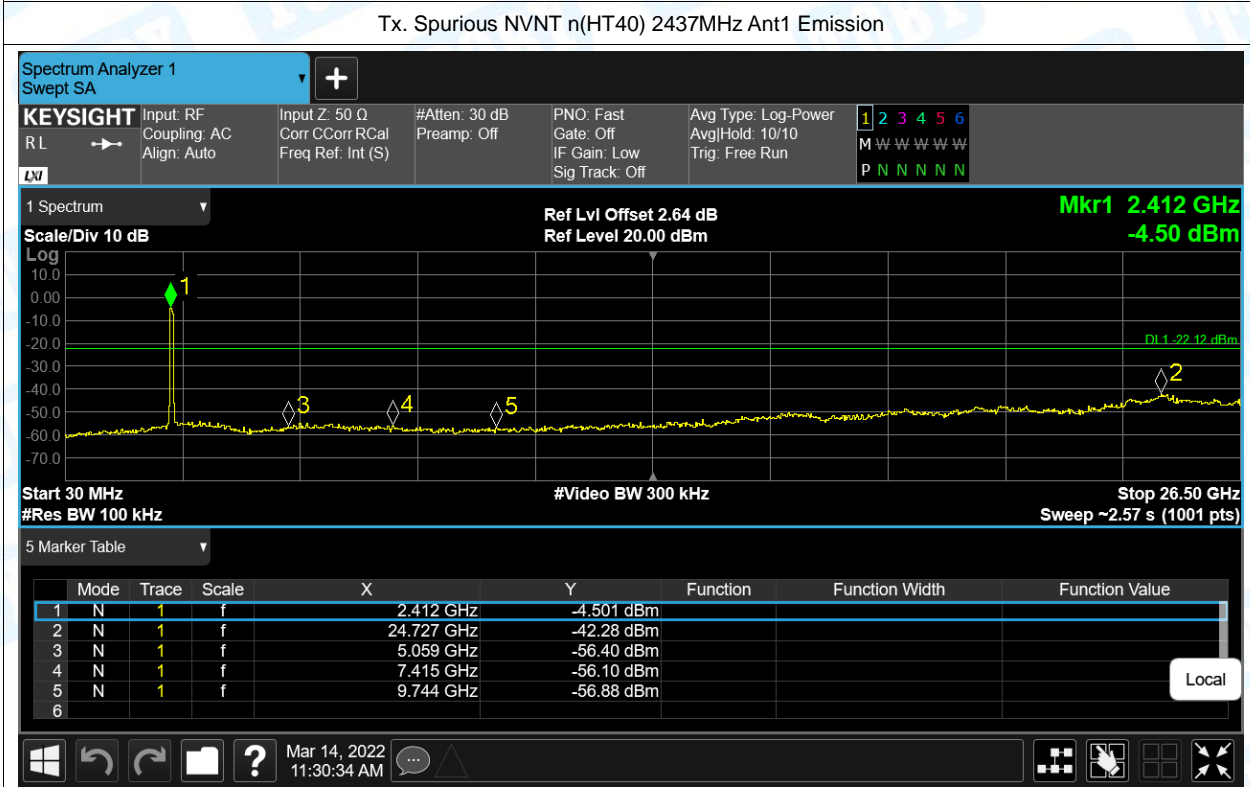 Tx. Spurious NVNT n(HT40) 2437MHz Ant1 Emission
Spectrum Analyzer 1
Swept SA
+
KEYSIGHT
RL
LXI
Input: RF
Coupling: AC
Align: Auto
Input Z: 50 Ω
Corr CCorr RCal
Freq Ref: Int (S)
#Atten: 30 dB
Preamp: Off
PNO: Fast
Gate: Off
IF Gain: Low
Sig Track: Off
Avg Type: Log-Power
Avg|Hold: 10/10
Trig: Free Run
1 2 3 4 5 6
M W W W W W
P N N N N N
1 Spectrum
Scale/Div 10 dB
Ref Lvl Offset 2.64 dB
Ref Level 20.00 dBm
Mkr1 2.412 GHz
-4.50 dBm
Log
10.0
0.00
-10.0
-20.0
-30.0
-40.0
-50.0
-60.0
-70.0
1
DL1 -22.12 dBm
2
3
4
5
Start 30 MHz
#Video BW 300 kHz
Stop 26.50 GHz
#Res BW 100 kHz
Sweep ~2.57 s (1001 pts)
5 Marker Table
Mode Trace Scale X Y Function Function Width Function Value
1 N 1 f 2.412 GHz -4.501 dBm
2 N 1 f 24.727 GHz -42.28 dBm
3 N 1 f 5.059 GHz -56.40 dBm
4 N 1 f 7.415 GHz -56.10 dBm
5 N 1 f 9.744 GHz -56.88 dBm
6
Local
?
Mar 14, 2022
11:30:34 AM